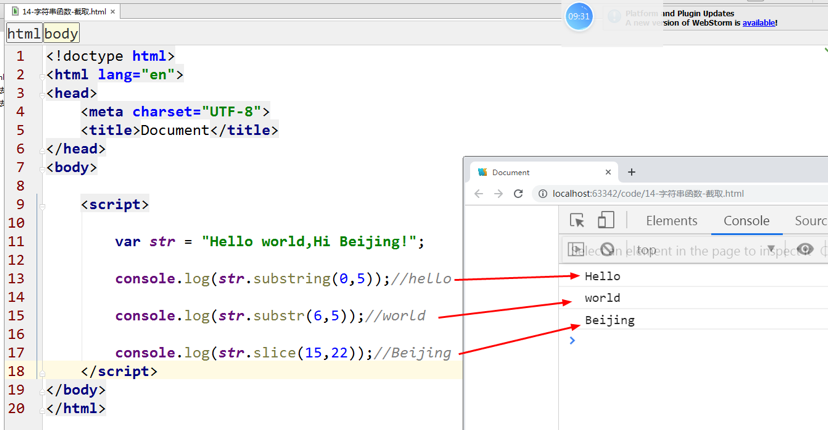 14-字符串函数-截取.html ×
09:31
Platform and Plugin Updates
A new version of WebStorm is available!
html body
1 <!doctype html>
2 <html lang="en">
3 <head>
4 <meta charset="UTF-8">
5 <title>Document</title>
6 </head>
7 <body>
8
9 <script>
10
11 var str = "Hello world,Hi Beijing!";
12
13 console.log(str.substring(0,5));//hello
14
15 console.log(str.substr(6,5));//world
16
17 console.log(str.slice(15,22));//Beijing
18 </script>
19 </body>
20 </html>
Document × +
localhost:63342/code/14-字符串函数-截取.html
Elements Console Sourc
top
Select an element in the page to inspect it
Hello
world
Beijing